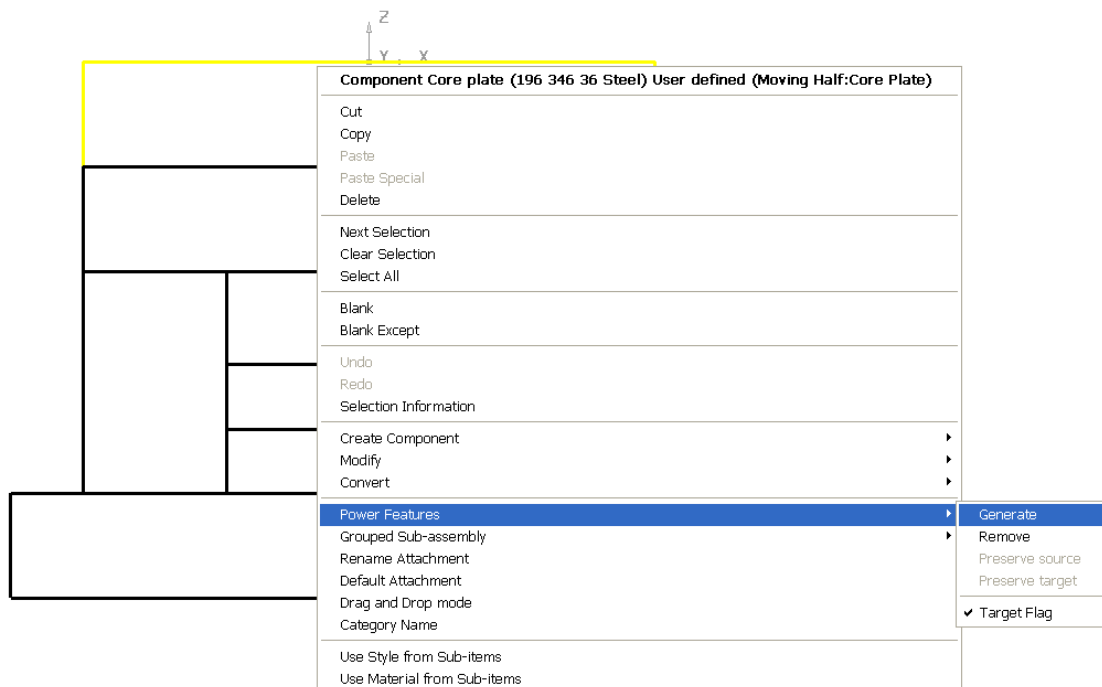 Z
Y X
Component Core plate (196 346 36 Steel) User defined (Moving Half:Core Plate)
Cut
Copy
Paste
Paste Special
Delete
Next Selection
Clear Selection
Select All
Blank
Blank Except
Undo
Redo
Selection Information
Create Component
Modify
Convert
Power Features
Generate
Grouped Sub-assembly
Remove
Rename Attachment
Preserve source
Default Attachment
Preserve target
Drag and Drop mode
Target Flag
Category Name
Use Style from Sub-items
Use Material from Sub-items